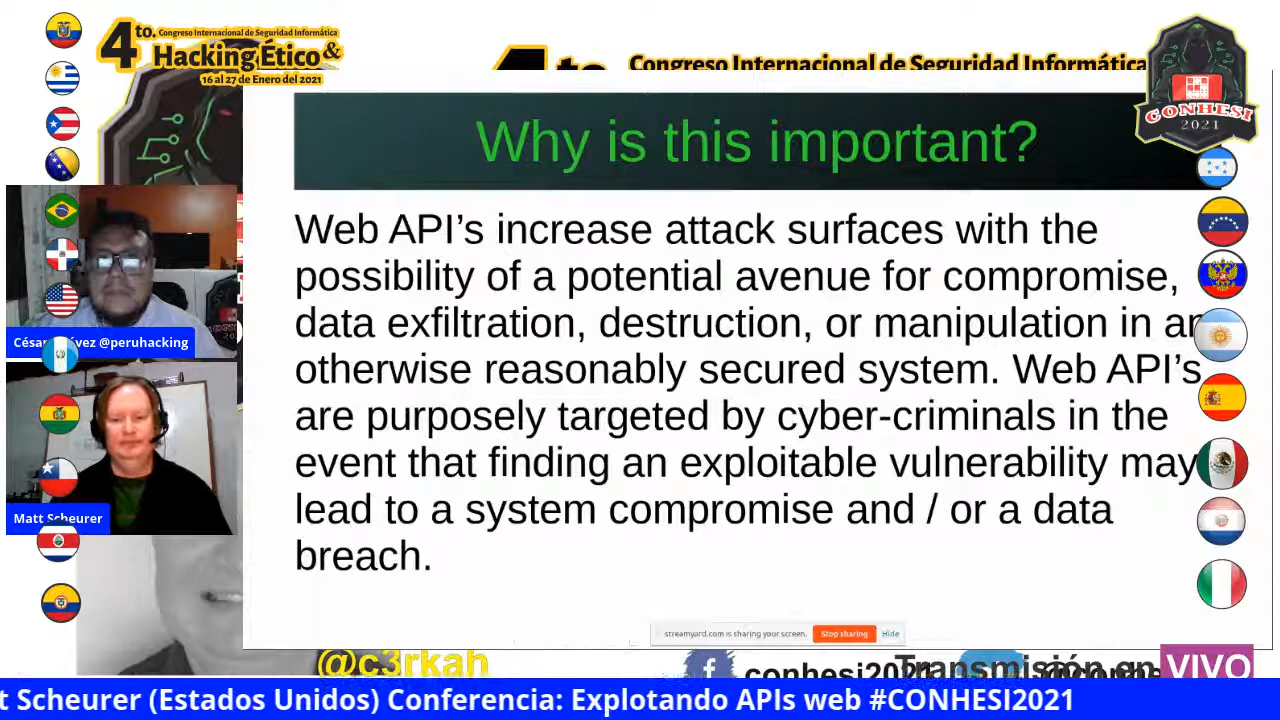 4to. Congreso Internacional de Seguridad Informática
Hacking Ético &
16 al 27 de Enero del 2021
4to Congreso Internacional de Seguridad Informática
CONHESI
2021
Why is this important?
Web API’s increase attack surfaces with the
possibility of a potential avenue for compromise,
data exfiltration, destruction, or manipulation in an
otherwise reasonably secured system. Web API’s
are purposely targeted by cyber-criminals in the
event that finding an exploitable vulnerability may
lead to a system compromise and / or a data
breach.
@peruhacking
Matt Scheurer
streamyard.com is sharing your screen.
Stop sharing
Hide
@c3rkah
f
Transmisión en VIVO
t Scheurer (Estados Unidos) Conferencia: Explotando APIs web #CONHESI2021